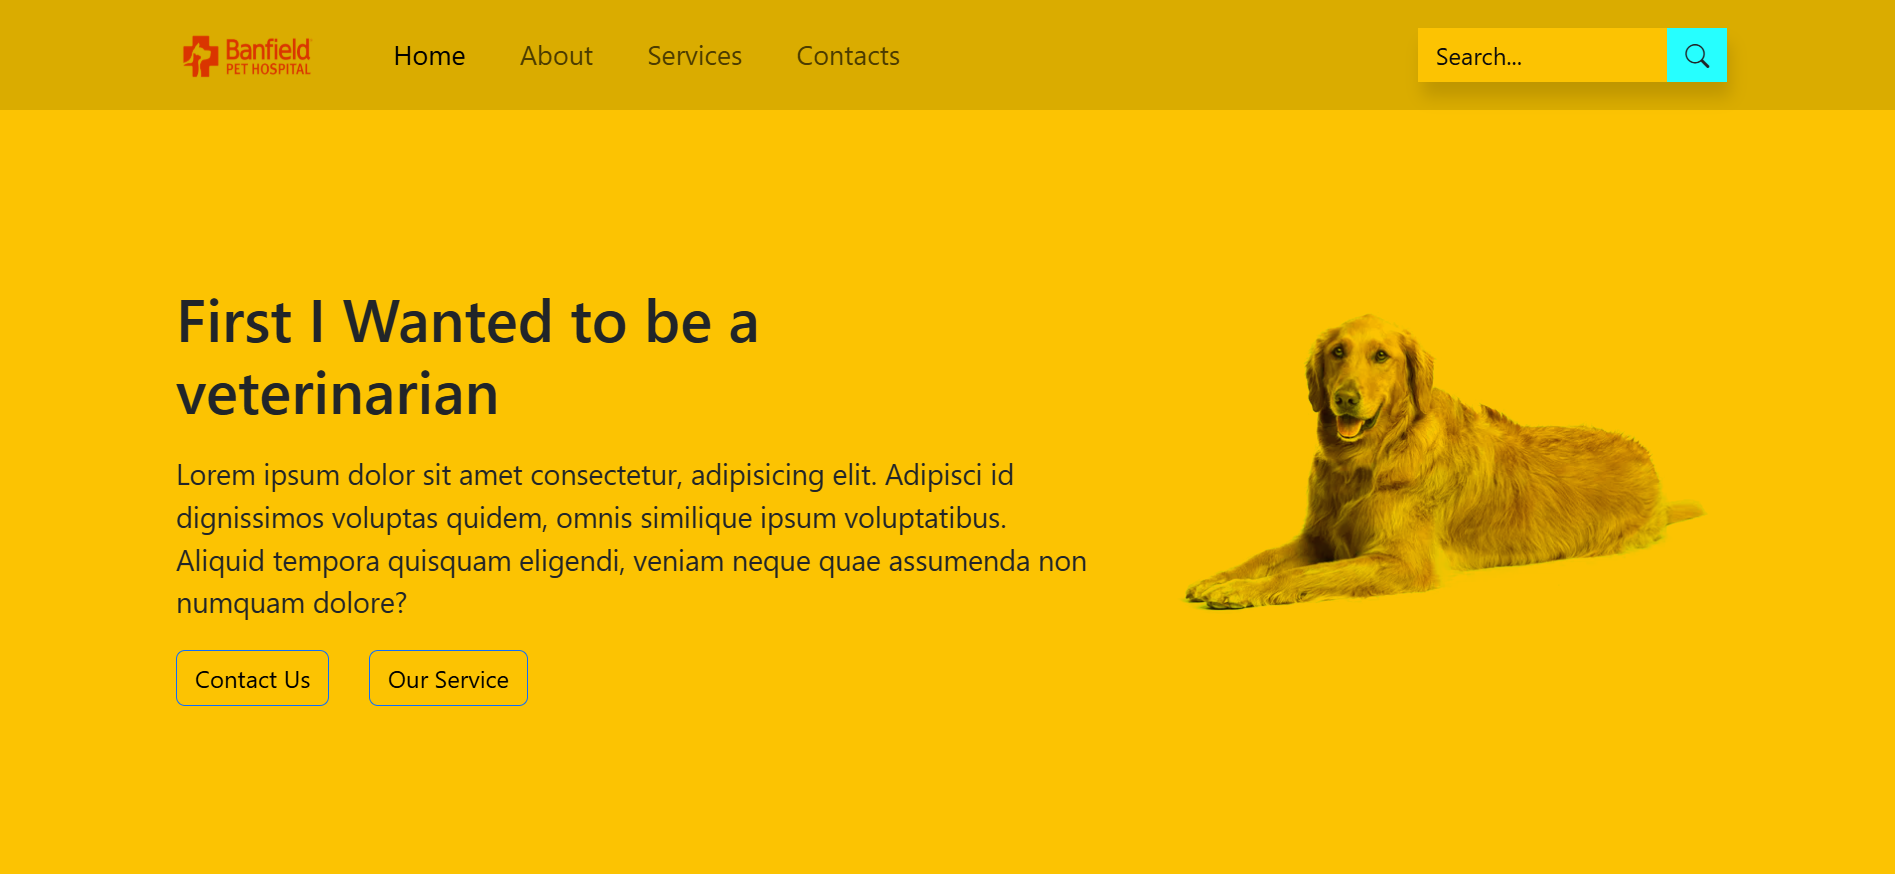 Banfield
PET HOSPITAL
Home
About
Services
Contacts
Search...
First I Wanted to be a
veterinarian
Lorem ipsum dolor sit amet consectetur, adipisicing elit. Adipisci id
dignissimos voluptas quidem, omnis similique ipsum voluptatibus.
Aliquid tempora quisquam eligendi, veniam neque quae assumenda non
numquam dolore?
Contact Us
Our Service